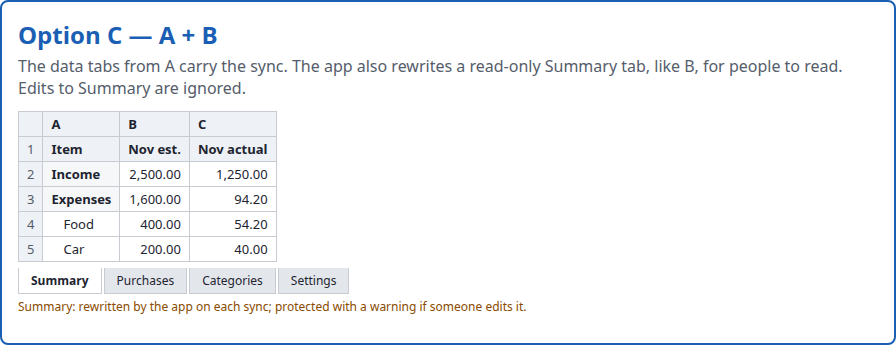 Option C — A + B
The data tabs from A carry the sync. The app also rewrites a read-only Summary tab, like B, for people to read.
Edits to Summary are ignored.
A B C
1 Item Nov est. Nov actual
2 Income 2,500.00 1,250.00
3 Expenses 1,600.00 94.20
4 Food 400.00 54.20
5 Car 200.00 40.00
Summary Purchases Categories Settings
Summary: rewritten by the app on each sync; protected with a warning if someone edits it.